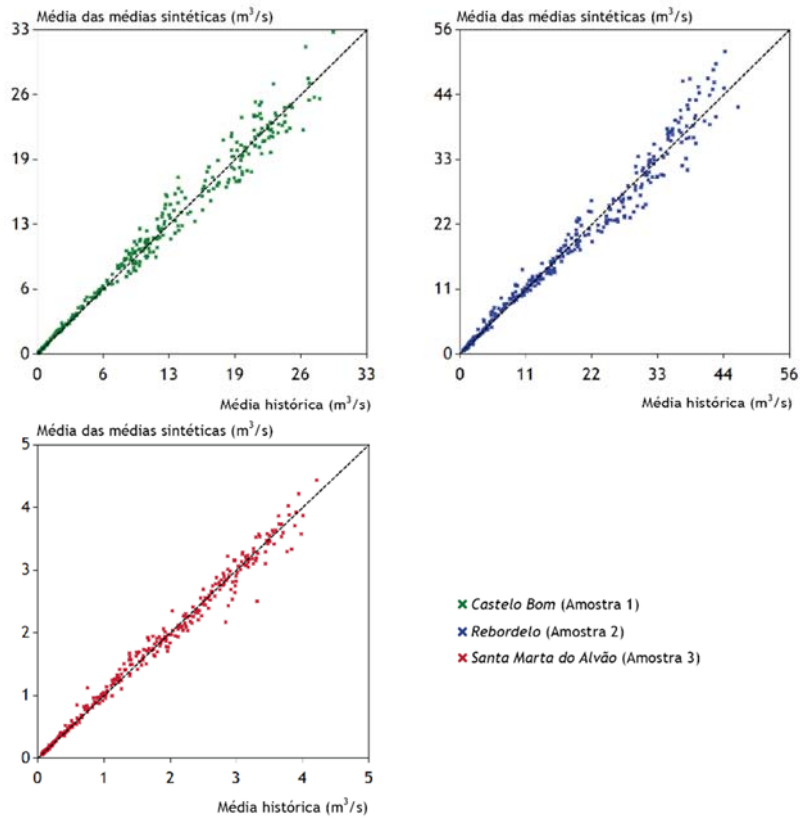 Média das médias sintéticas (m³/s)
33
26
19
13
6
0
0 6 13 19 26 33
Média histórica (m³/s)
Média das médias sintéticas (m³/s)
56
44
33
22
11
0
0 11 22 33 44 56
Média histórica (m³/s)
Média das médias sintéticas (m³/s)
5
4
3
2
1
0
0 1 2 3 4 5
Média histórica (m³/s)
Castelo Bom (Amostra 1)
Rebordelo (Amostra 2)
Santa Marta do Alvão (Amostra 3)